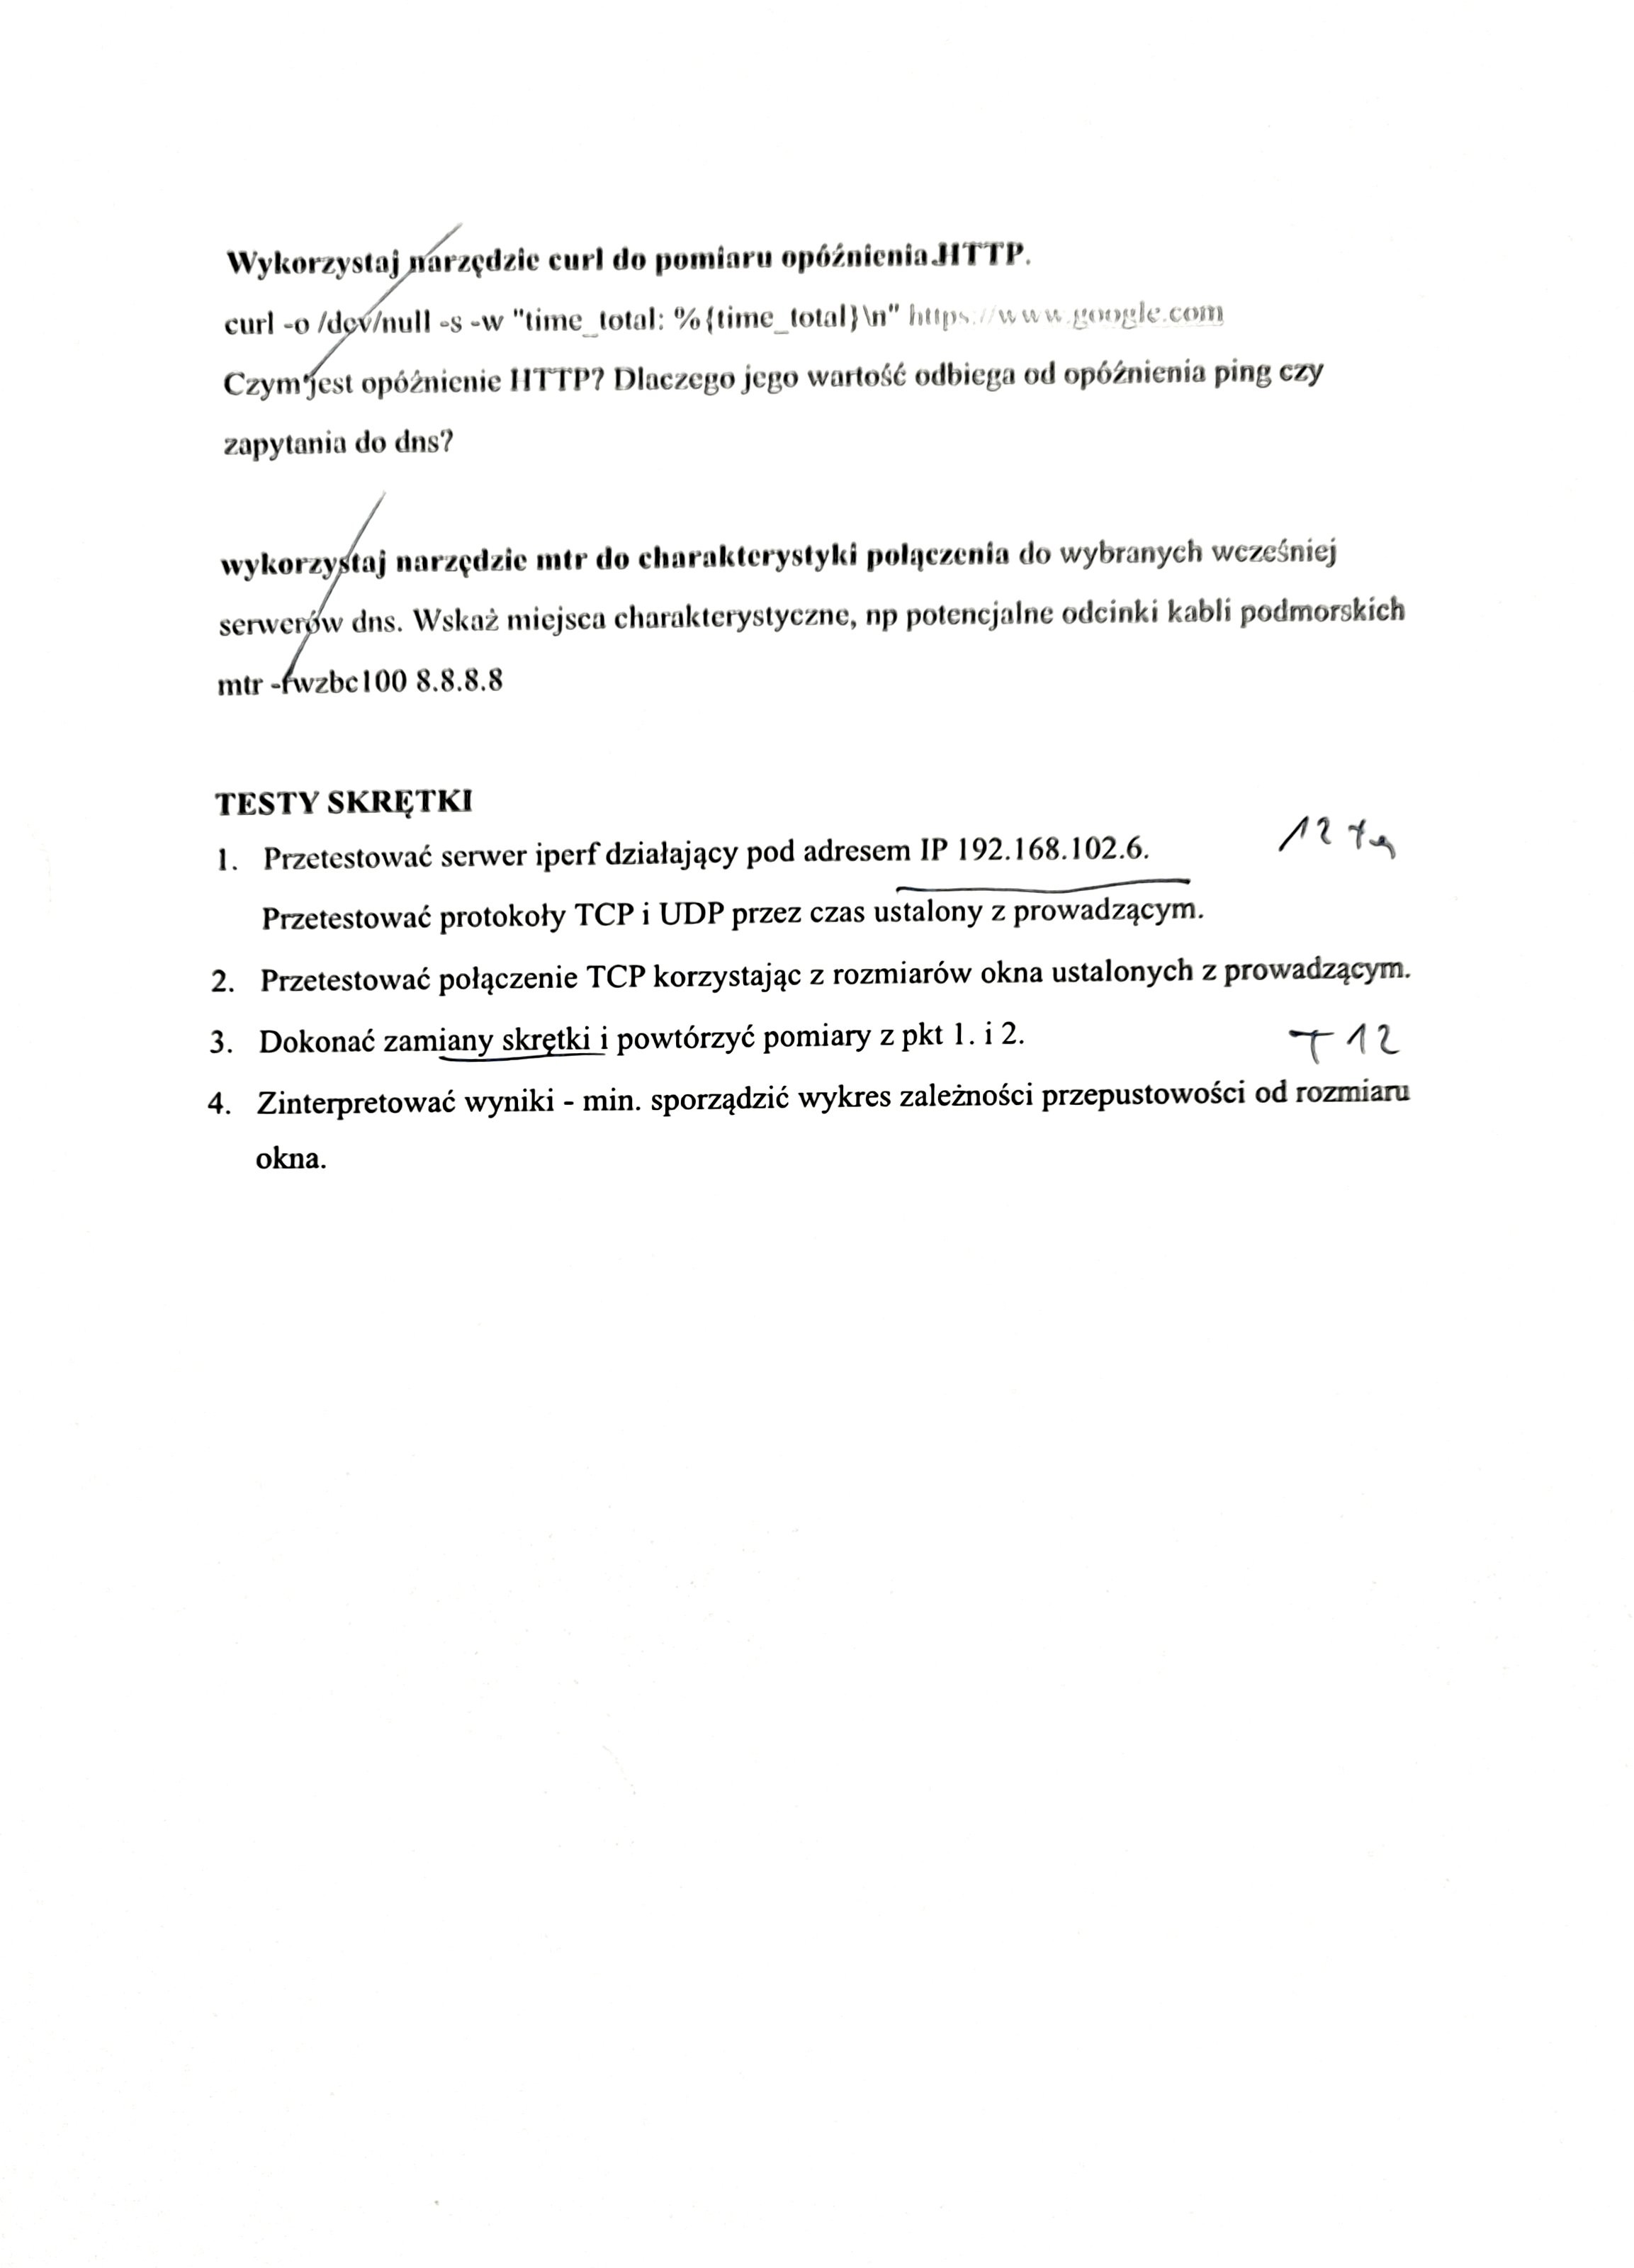 Wykorzystaj narzędzie curl do pomiaru opóźnienia HTTP.
curl -o /dev/null -s -w "time_total: %{time_total}\n" https://www.google.com
Czym jest opóźnienie HTTP? Dlaczego jego wartość odbiega od opóźnienia ping czy
zapytania do dns?
wykorzystaj narzędzie mtr do charakterystyki połączenia do wybranych wcześniej
serwerów dns. Wskaż miejsca charakterystyczne, np potencjalne odcinki kabli podmorskich
mtr -rwzbc100 8.8.8.8
TESTY SKRĘTKI
1. Przetestować serwer iperf działający pod adresem IP 192.168.102.6.
12
Przetestować protokoły TCP i UDP przez czas ustalony z prowadzącym.
2. Przetestować połączenie TCP korzystając z rozmiarów okna ustalonych z prowadzącym.
3. Dokonać zamiany skrętki i powtórzyć pomiary z pkt 1. i 2.
T 12
4. Zinterpretować wyniki - min. sporządzić wykres zależności przepustowości od rozmiaru
okna.